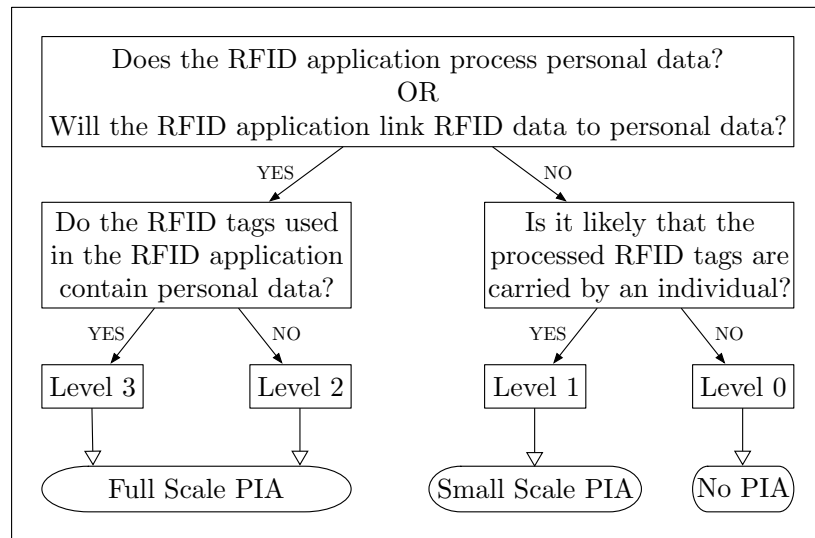 Does the RFID application process personal data?
OR
Will the RFID application link RFID data to personal data?
YES
NO
Do the RFID tags used
in the RFID application
contain personal data?
Is it likely that the
processed RFID tags are
carried by an individual?
YES
NO
YES
NO
Level 3
Level 2
Level 1
Level 0
Full Scale PIA
Small Scale PIA
No PIA